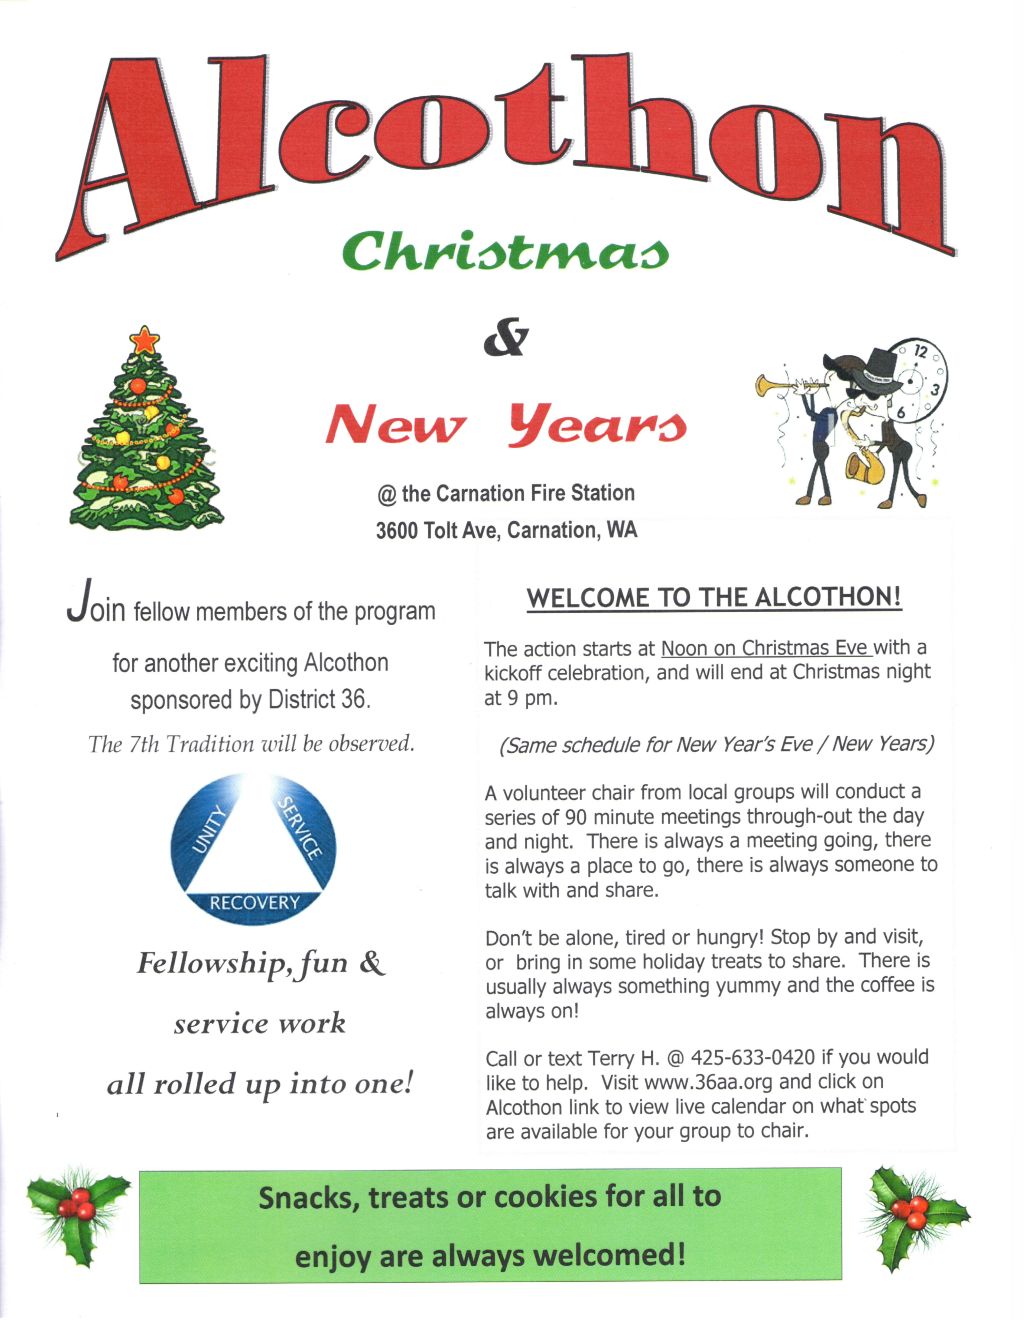 Alcothon
Christmas
&
New Years
@ the Carnation Fire Station
3600 Tolt Ave, Carnation, WA
12
3
6
Join fellow members of the program
for another exciting Alcothon
sponsored by District 36.
The 7th Tradition will be observed.
UNITY
SERVICE
RECOVERY
Fellowship, fun &
service work
all rolled up into one!
WELCOME TO THE ALCOTHON!
The action starts at Noon on Christmas Eve with a
kickoff celebration, and will end at Christmas night
at 9 pm.
(Same schedule for New Year's Eve / New Years)
A volunteer chair from local groups will conduct a
series of 90 minute meetings through-out the day
and night.  There is always a meeting going, there
is always a place to go, there is always someone to
talk with and share.
Don't be alone, tired or hungry! Stop by and visit,
or  bring in some holiday treats to share.  There is
usually always something yummy and the coffee is
always on!
Call or text Terry H. @ 425-633-0420 if you would
like to help.  Visit www.36aa.org and click on
Alcothon link to view live calendar on what spots
are available for your group to chair.
Snacks, treats or cookies for all to
enjoy are always welcomed!